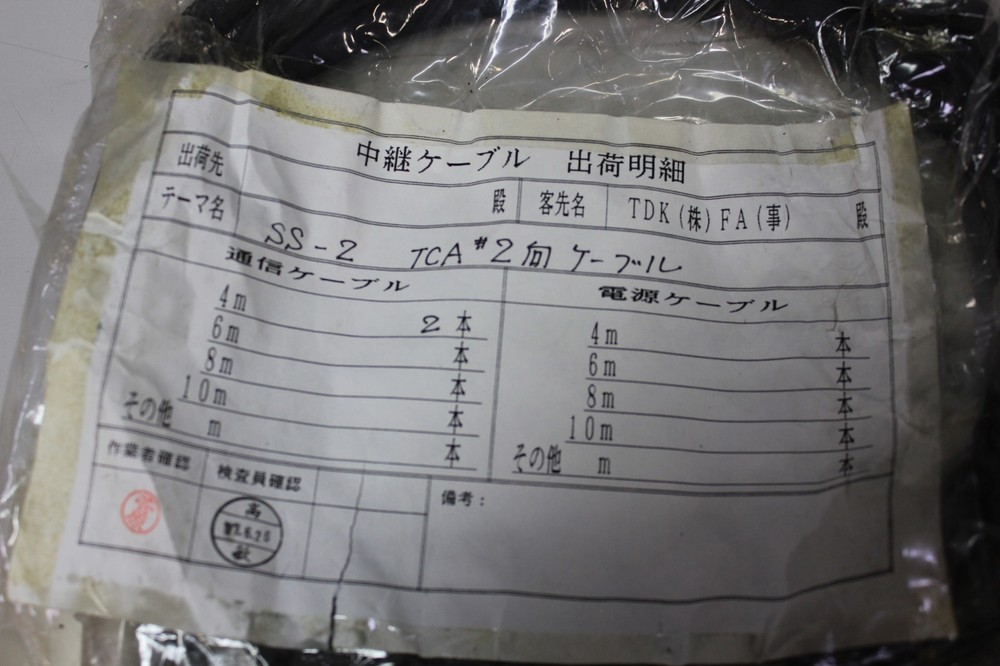 中継ケーブル 出荷明細
出荷先 殿 客先名 TDK(株)FA(事) 殿
テーマ名 SS-2 TCA #2向ケーブル
通信ケーブル
4m 2本
6m 本
8m 本
10m 本
その他 m 本
電源ケーブル
4m 本
6m 本
8m 本
10m 本
その他 m 本
作業者確認 検査員確認
備考:
高